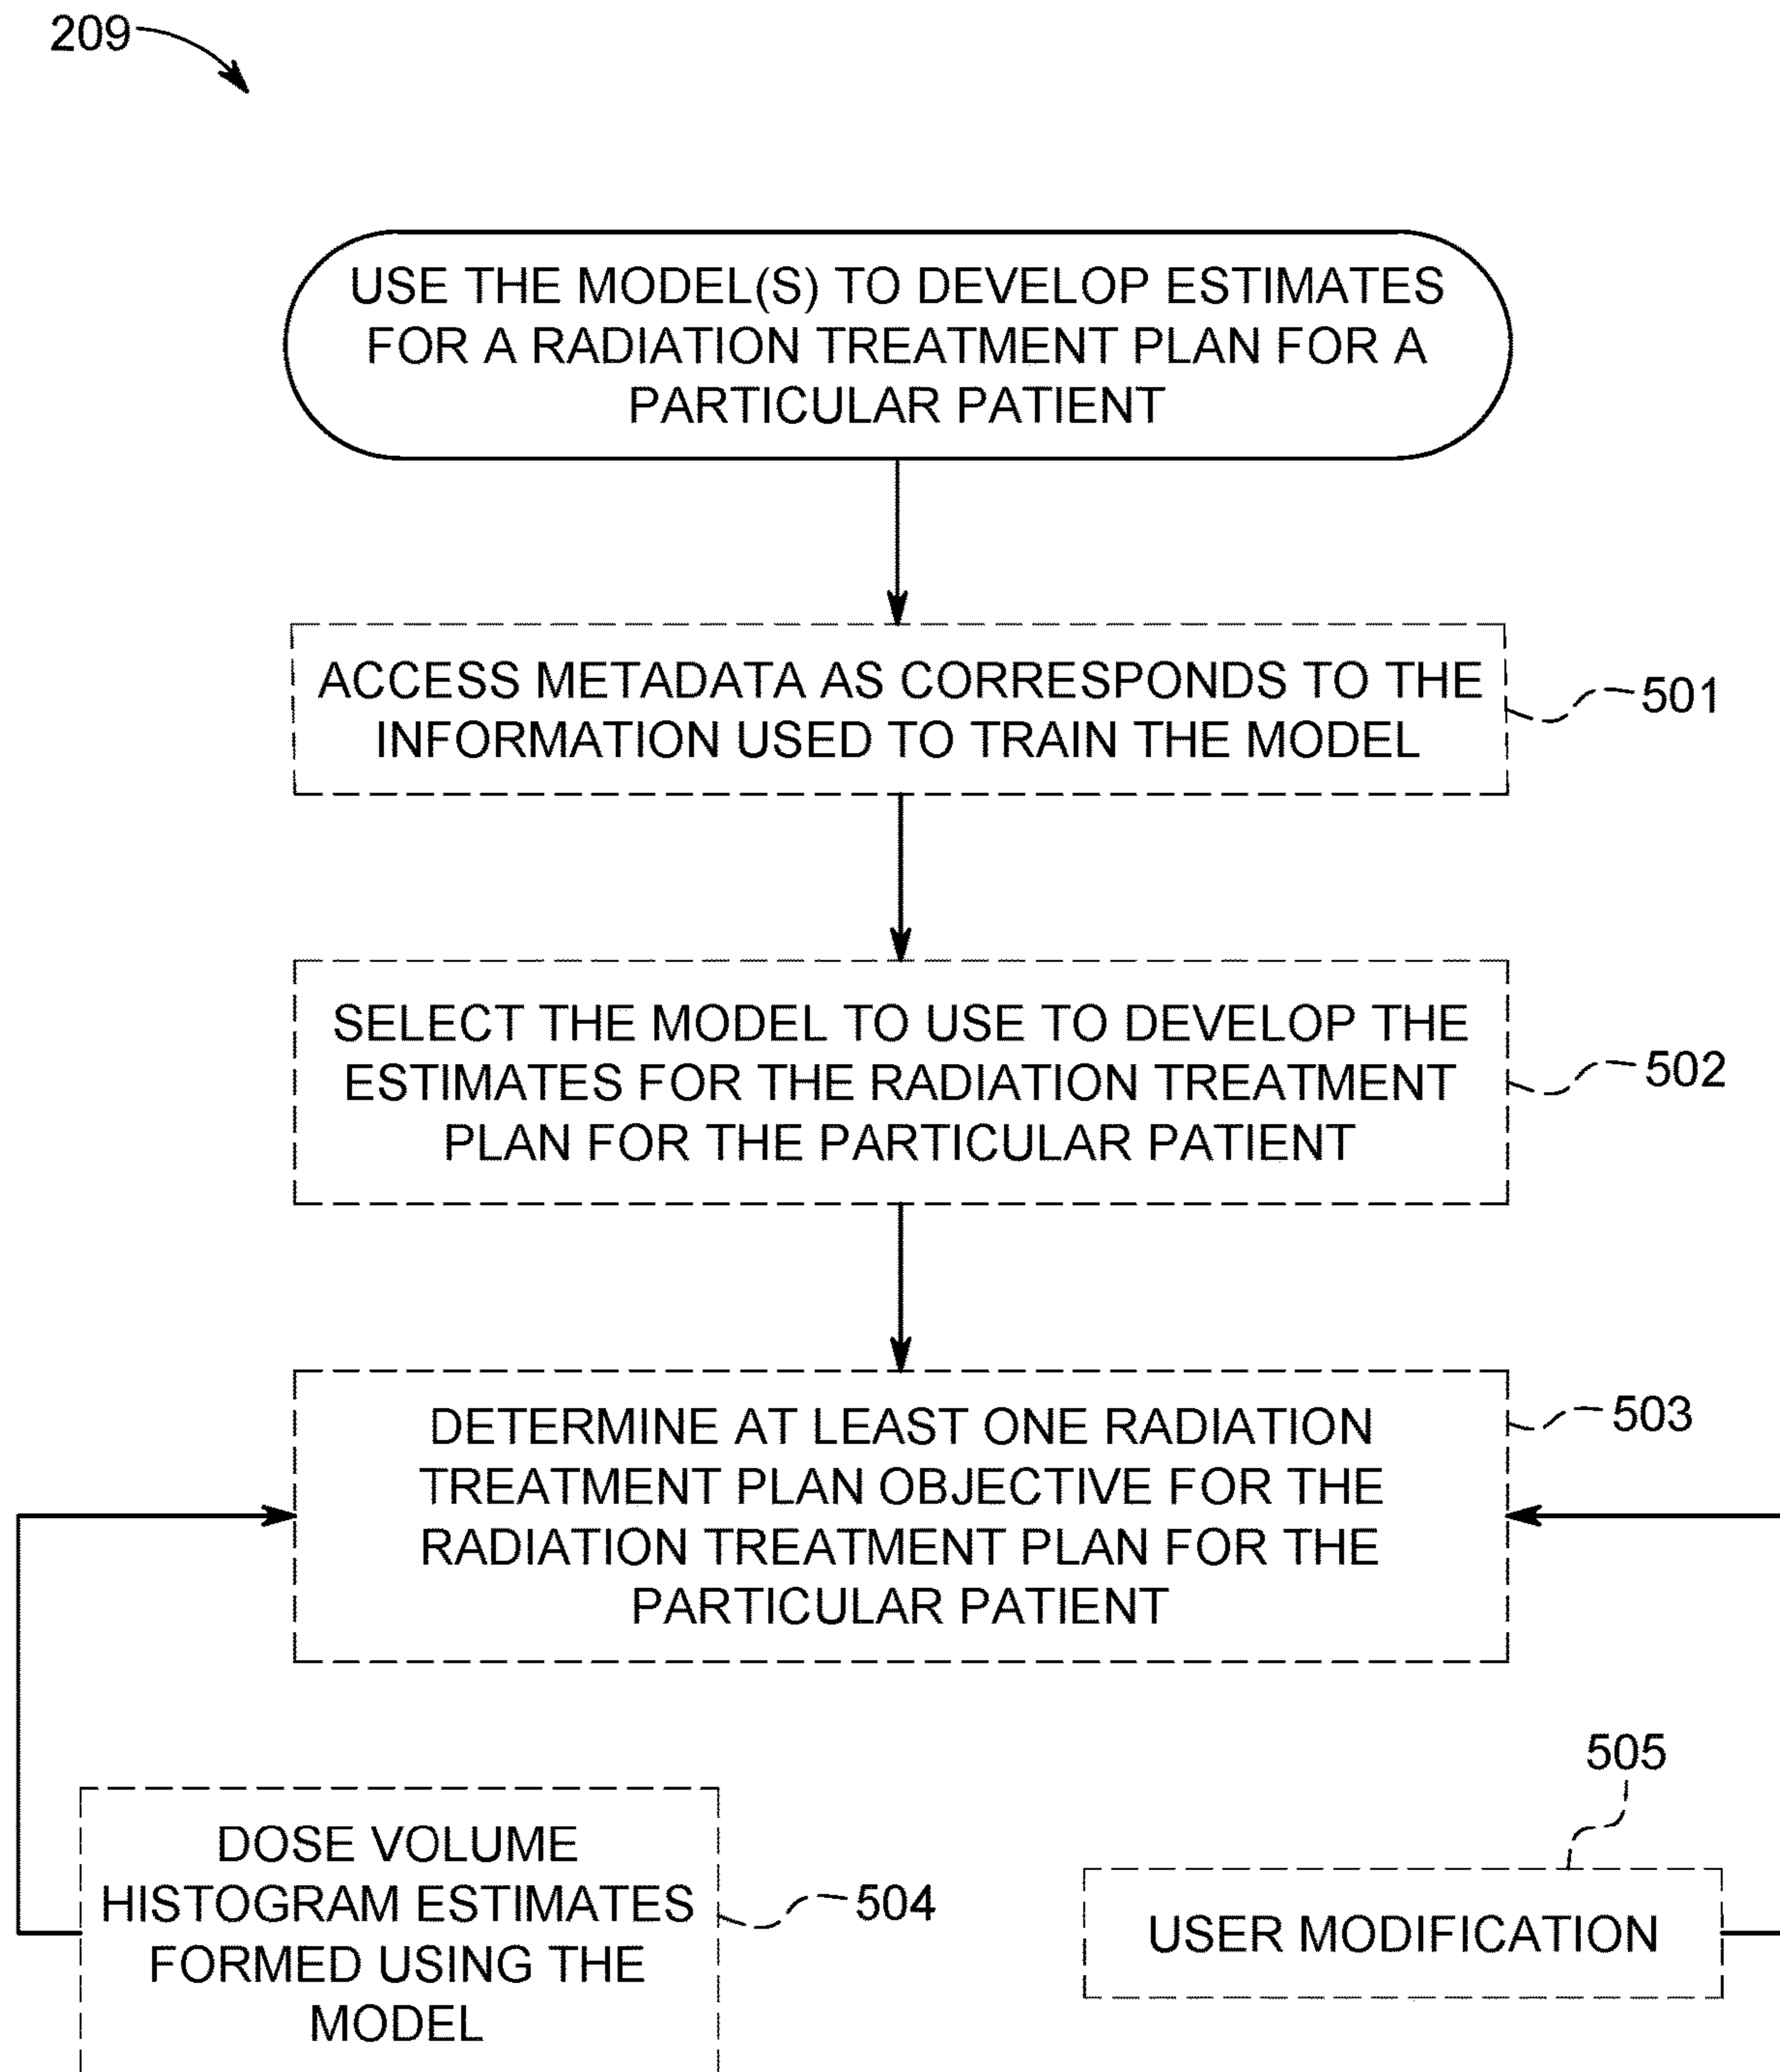 209
USE THE MODEL(S) TO DEVELOP ESTIMATES
FOR A RADIATION TREATMENT PLAN FOR A
PARTICULAR PATIENT
ACCESS METADATA AS CORRESPONDS TO THE
INFORMATION USED TO TRAIN THE MODEL
501
SELECT THE MODEL TO USE TO DEVELOP THE
ESTIMATES FOR THE RADIATION TREATMENT
PLAN FOR THE PARTICULAR PATIENT
502
DETERMINE AT LEAST ONE RADIATION
TREATMENT PLAN OBJECTIVE FOR THE
RADIATION TREATMENT PLAN FOR THE
PARTICULAR PATIENT
503
DOSE VOLUME
HISTOGRAM ESTIMATES
FORMED USING THE
MODEL
504
505
USER MODIFICATION